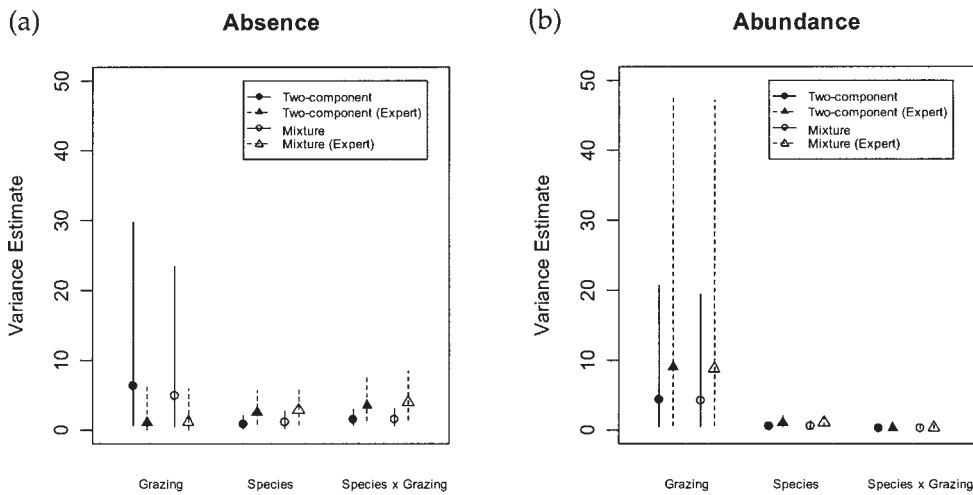 (a)
Absence
Variance Estimate
50
40
30
20
10
0
Two-component
Two-component (Expert)
Mixture
Mixture (Expert)
Grazing
Species
Species x Grazing
(b)
Abundance
Variance Estimate
50
40
30
20
10
0
Two-component
Two-component (Expert)
Mixture
Mixture (Expert)
Grazing
Species
Species x Grazing